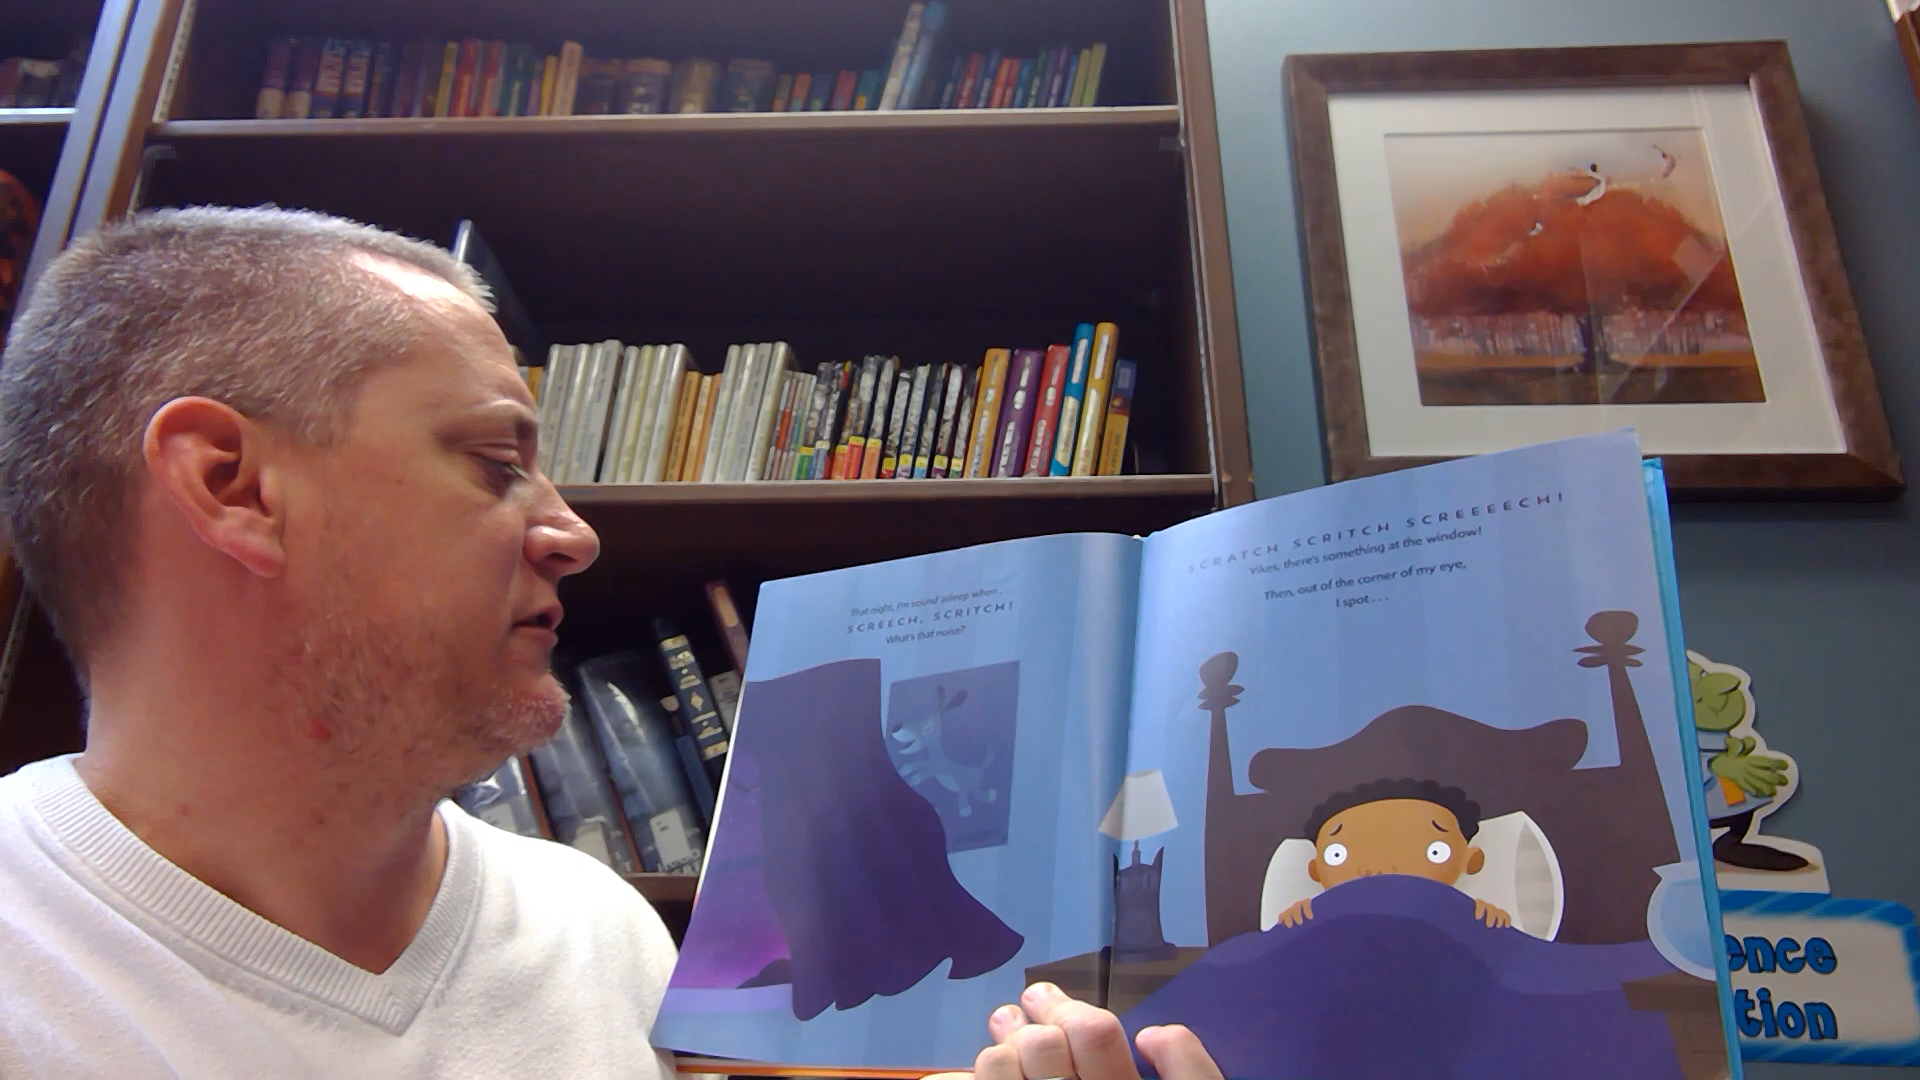 That night, I'm sound asleep when . . .
SCREECH, SCRITCH!
What's that noise?
SCRATCH SCRITCH SCREEEEECH!
Yikes, there's something at the window!
Then, out of the corner of my eye,
I spot . . .
ence
tion